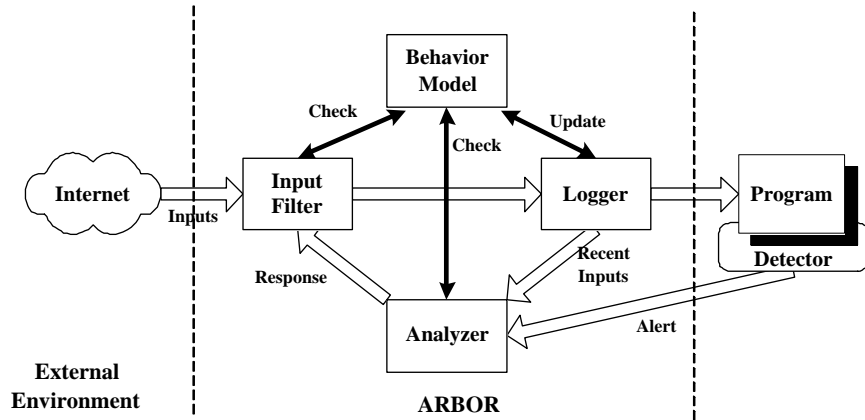 Behavior
Model
Check
Update
Check
Internet
Inputs
Input
Filter
Logger
Program
Detector
Response
Recent
Inputs
Alert
Analyzer
External
Environment
ARBOR